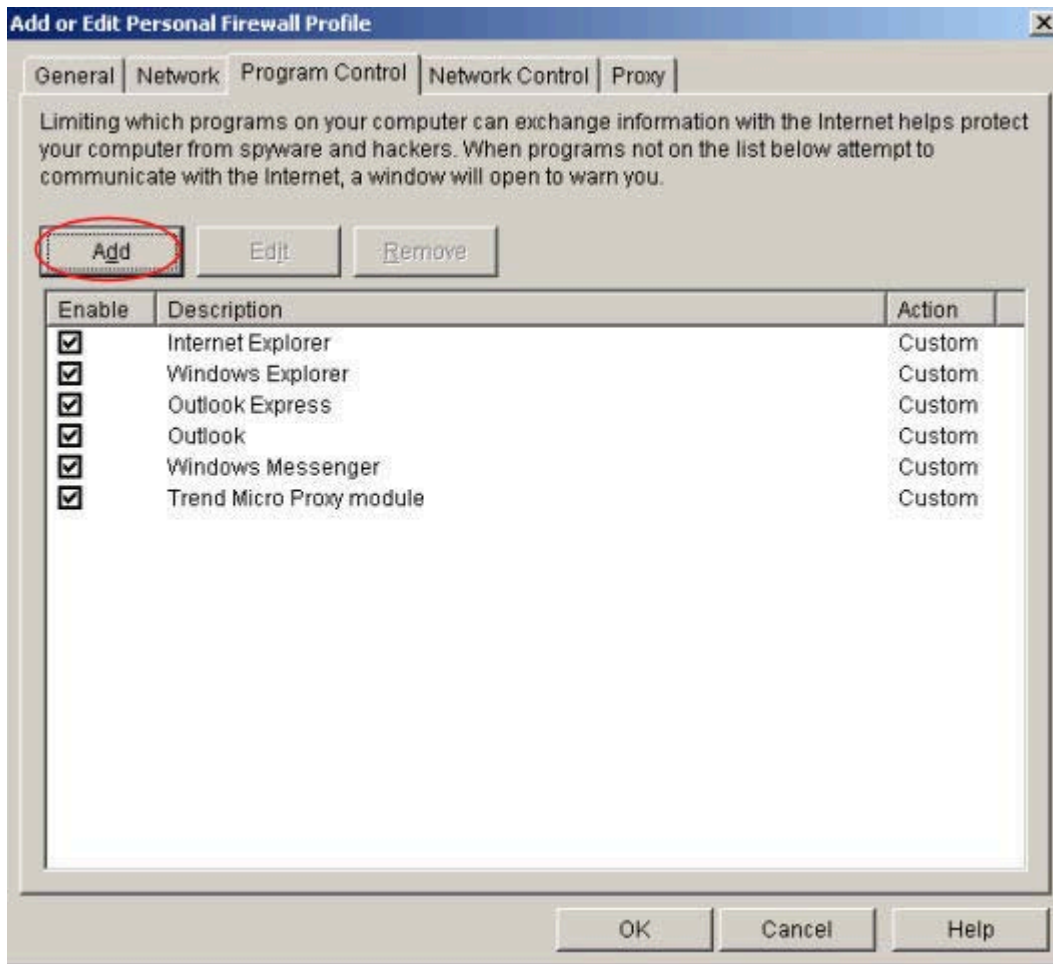 Add or Edit Personal Firewall Profile
General Network Program Control Network Control Proxy
Limiting which programs on your computer can exchange information with the Internet helps protect
your computer from spyware and hackers. When programs not on the list below attempt to
communicate with the Internet, a window will open to warn you.
Add Edit Remove
Enable Description Action
Internet Explorer Custom
Windows Explorer Custom
Outlook Express Custom
Outlook Custom
Windows Messenger Custom
Trend Micro Proxy module Custom
OK Cancel Help